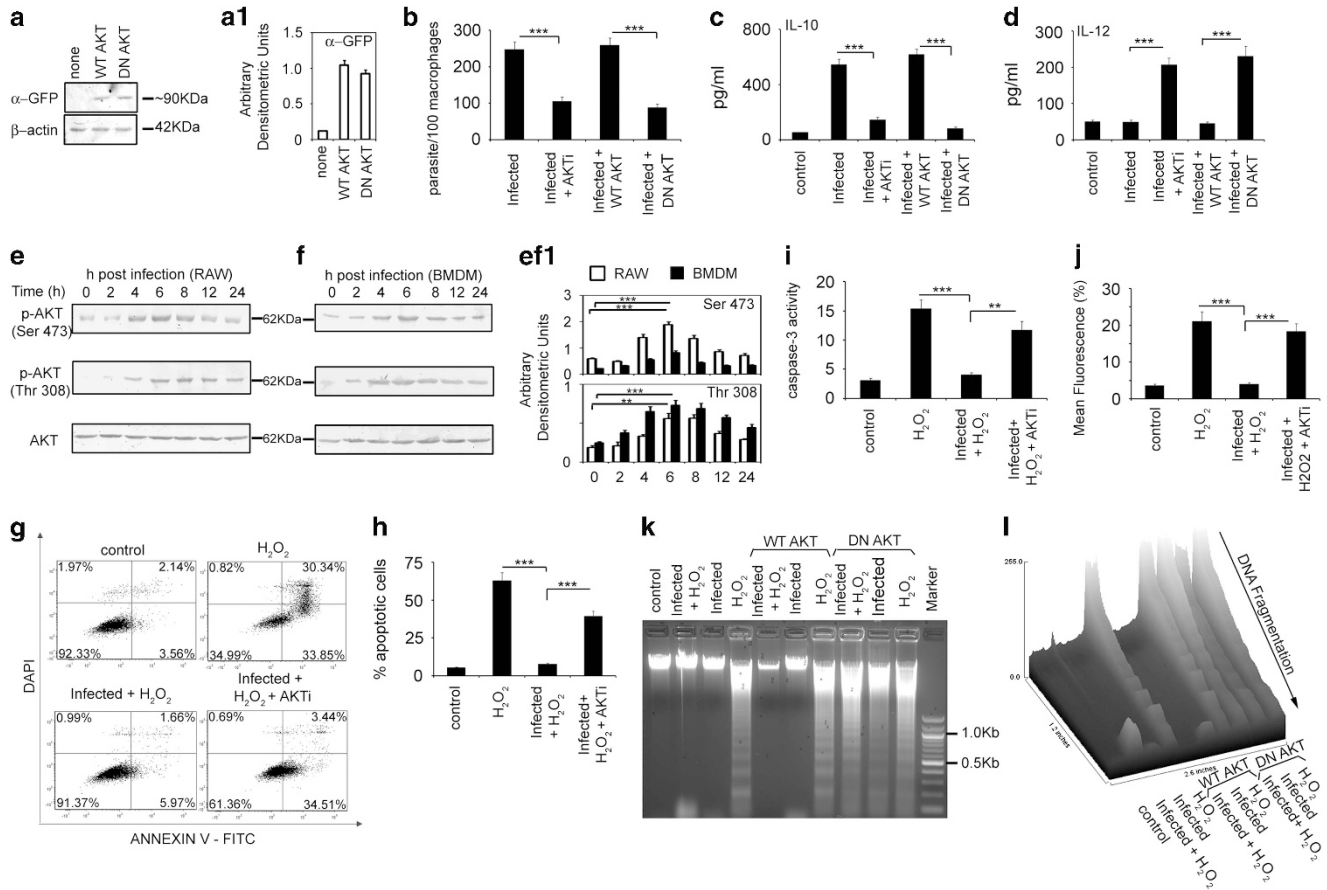 a
none
WT AKT
DN AKT
α–GFP
~90KDa
β–actin
42KDa
a1
α–GFP
Arbitrary
Densitometric Units
1.5
1.0
0.5
0
none
WT AKT
DN AKT
b
parasite/100 macrophages
300
200
100
0
***
***
Infected
Infected
+ AKTi
Infected +
WT AKT
Infected +
DN AKT
c
IL-10
pg/ml
800
400
0
***
***
control
Infected
Infected
+ AKTi
Infected +
WT AKT
Infected +
DN AKT
d
IL-12
pg/ml
300
200
100
0
***
***
control
Infected
Infecetd
+ AKTi
Infected +
WT AKT
Infected +
DN AKT
e
h post infection (RAW)
Time (h) 0 2 4 6 8 12 24
p-AKT
(Ser 473)
62KDa
p-AKT
(Thr 308)
62KDa
AKT
62KDa
f
h post infection (BMDM)
0 2 4 6 8 12 24
ef1
RAW BMDM
Arbitrary
Densitometric Units
3
2
1
0
***
***
Ser 473
1
0
***
**
Thr 308
0 2 4 6 8 12 24
i
caspase-3 activity
20
15
10
5
0
***
**
control
H2O2
Infected
+ H2O2
Infected+
H2O2 + AKTi
j
Mean Fluorescence (%)
30
20
10
0
***
***
control
H2O2
Infected
+ H2O2
Infected +
H2O2 + AKTi
g
control
1.97% 2.14%
92.33% 3.56%
H2O2
0.82% 30.34%
34.99% 33.85%
Infected + H2O2
0.99% 1.66%
91.37% 5.97%
Infected +
H2O2 + AKTi
0.69% 3.44%
61.36% 34.51%
DAPI
ANNEXIN V - FITC
h
% apoptotic cells
75
50
25
0
***
***
control
H2O2
Infected
+ H2O2
Infected+
H2O2 + AKTi
k
WT AKT DN AKT
control
Infected
+ H2O2
Infected
H2O2
Infected
+ H2O2
Infected
H2O2
Infected
+ H2O2
Infected
H2O2
Marker
1.0Kb
0.5Kb
l
255.0
0.0
1.2 inches
2.6 inches
DNA Fragmentation
WT AKT
DN AKT
H2O2
Infected
Infected+ H2O2
H2O2
Infected
Infected + H2O2
H2O2
Infected
Infected + H2O2
control